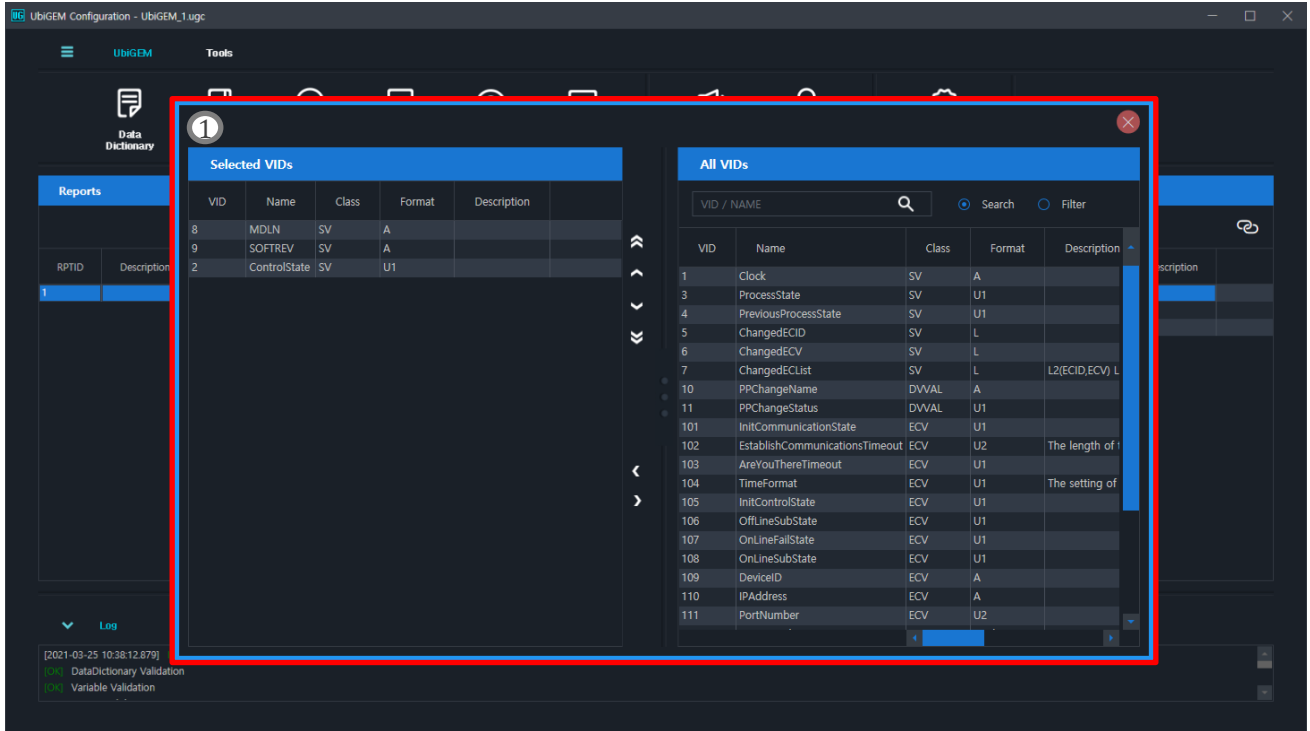 UG UbiGEM Configuration - UbiGEM_1.ugc
UbiGEM Tools
Data
Dictionary
1
Reports
RPTID Description
1
Selected VIDs
VID Name Class Format Description
8 MDLN SV A
9 SOFTREV SV A
2 ControlState SV U1
All VIDs
VID / NAME Search Filter
VID Name Class Format Description
1 Clock SV A
3 ProcessState SV U1
4 PreviousProcessState SV U1
5 ChangedECID SV L
6 ChangedECV SV L
7 ChangedECList SV L L2(ECID,ECV) L
10 PPChangeName DVVAL A
11 PPChangeStatus DVVAL U1
101 InitCommunicationState ECV U1
102 EstablishCommunicationsTimeout ECV U2 The length of
103 AreYouThereTimeout ECV U1
104 TimeFormat ECV U1 The setting of
105 InitControlState ECV U1
106 OffLineSubState ECV U1
107 OnLineFailState ECV U1
108 OnLineSubState ECV U1
109 DeviceID ECV A
110 IPAddress ECV A
111 PortNumber ECV U2
scription
Log
[2021-03-25 10:38:12.879]
[OK] DataDictionary Validation
[OK] Variable Validation